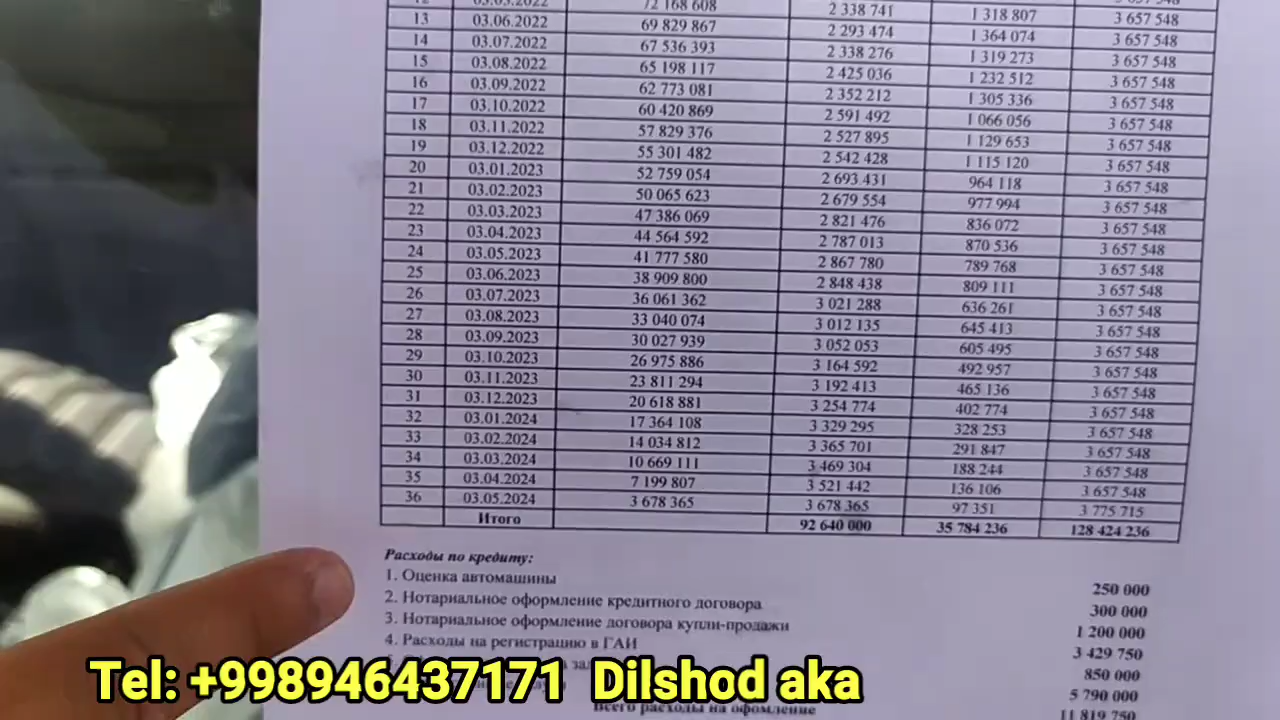 12 03.05.2022 72 168 608 2 338 741 1 318 807 3 657 548
13 03.06.2022 69 829 867 2 293 474 1 364 074 3 657 548
14 03.07.2022 67 536 393 2 338 276 1 319 273 3 657 548
15 03.08.2022 65 198 117 2 425 036 1 232 512 3 657 548
16 03.09.2022 62 773 081 2 352 212 1 305 336 3 657 548
17 03.10.2022 60 420 869 2 591 492 1 066 056 3 657 548
18 03.11.2022 57 829 376 2 527 895 1 129 653 3 657 548
19 03.12.2022 55 301 482 2 542 428 1 115 120 3 657 548
20 03.01.2023 52 759 054 2 693 431 964 118 3 657 548
21 03.02.2023 50 065 623 2 679 554 977 994 3 657 548
22 03.03.2023 47 386 069 2 821 476 836 072 3 657 548
23 03.04.2023 44 564 592 2 787 013 870 536 3 657 548
24 03.05.2023 41 777 580 2 867 780 789 768 3 657 548
25 03.06.2023 38 909 800 2 848 438 809 111 3 657 548
26 03.07.2023 36 061 362 3 021 288 636 261 3 657 548
27 03.08.2023 33 040 074 3 012 135 645 413 3 657 548
28 03.09.2023 30 027 939 3 052 053 605 495 3 657 548
29 03.10.2023 26 975 886 3 164 592 492 957 3 657 548
30 03.11.2023 23 811 294 3 192 413 465 136 3 657 548
31 03.12.2023 20 618 881 3 254 774 402 774 3 657 548
32 03.01.2024 17 364 108 3 329 295 328 253 3 657 548
33 03.02.2024 14 034 812 3 365 701 291 847 3 657 548
34 03.03.2024 10 669 111 3 469 304 188 244 3 657 548
35 03.04.2024 7 199 807 3 521 442 136 106 3 657 548
36 03.05.2024 3 678 365 3 678 365 97 351 3 775 715
Итого 92 640 000 35 784 236 128 424 236
Расходы по кредиту:
1. Оценка автомашины 250 000
2. Нотариальное оформление кредитного договора 300 000
3. Нотариальное оформление договора купли-продажи 1 200 000
4. Расходы на регистрацию в ГАИ 3 429 750
850 000
5 790 000
Всего расходы на офомление 11 819 750
Tel: +998946437171 Dilshod aka